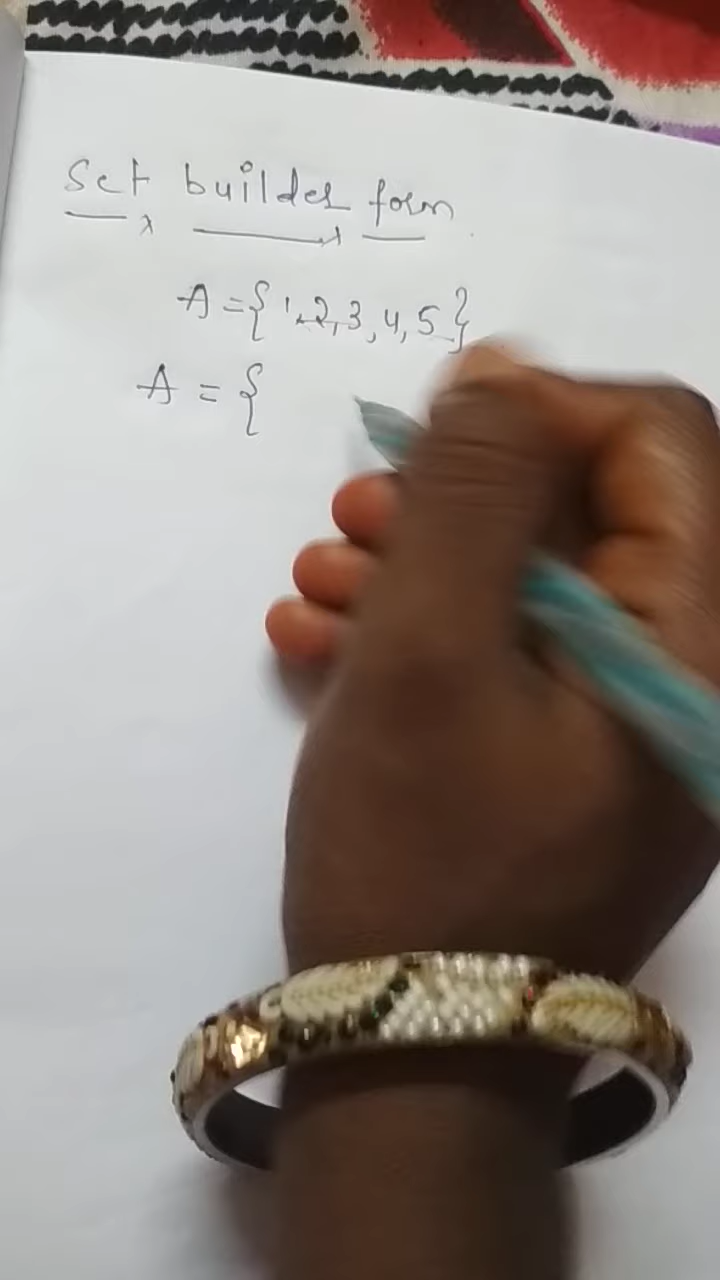 Set builder form
A = { 1, 2, 3, 4, 5 }
A = {